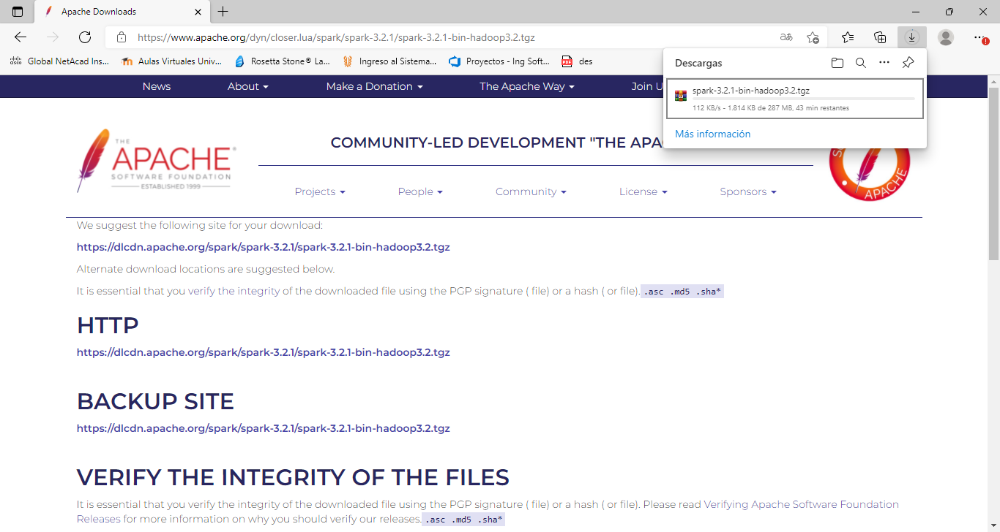 Apache Downloads
https://www.apache.org/dyn/closer.lua/spark/spark-3.2.1/spark-3.2.1-bin-hadoop3.2.tgz
Global NetAcad Ins... Aulas Virtuales Univ... Rosetta Stone® La... Ingreso al Sistema... Proyectos - Ing Soft... PDF des
Descargas
spark-3.2.1-bin-hadoop3.2.tgz
112 KB/s - 1.814 KB de 287 MB, 43 min restantes
Más información
News About Make a Donation The Apache Way Join U
THE
APACHE®
SOFTWARE FOUNDATION
ESTABLISHED 1999
COMMUNITY-LED DEVELOPMENT "THE APA
APACHE
Projects People Community License Sponsors
We suggest the following site for your download:
https://dlcdn.apache.org/spark/spark-3.2.1/spark-3.2.1-bin-hadoop3.2.tgz
Alternate download locations are suggested below.
It is essential that you verify the integrity of the downloaded file using the PGP signature ( file) or a hash ( or file). .asc .md5 .sha*
HTTP
https://dlcdn.apache.org/spark/spark-3.2.1/spark-3.2.1-bin-hadoop3.2.tgz
BACKUP SITE
https://dlcdn.apache.org/spark/spark-3.2.1/spark-3.2.1-bin-hadoop3.2.tgz
VERIFY THE INTEGRITY OF THE FILES
It is essential that you verify the integrity of the downloaded file using the PGP signature ( file) or a hash ( or file). Please read Verifying Apache Software Foundation
Releases for more information on why you should verify our releases. .asc .md5 .sha*